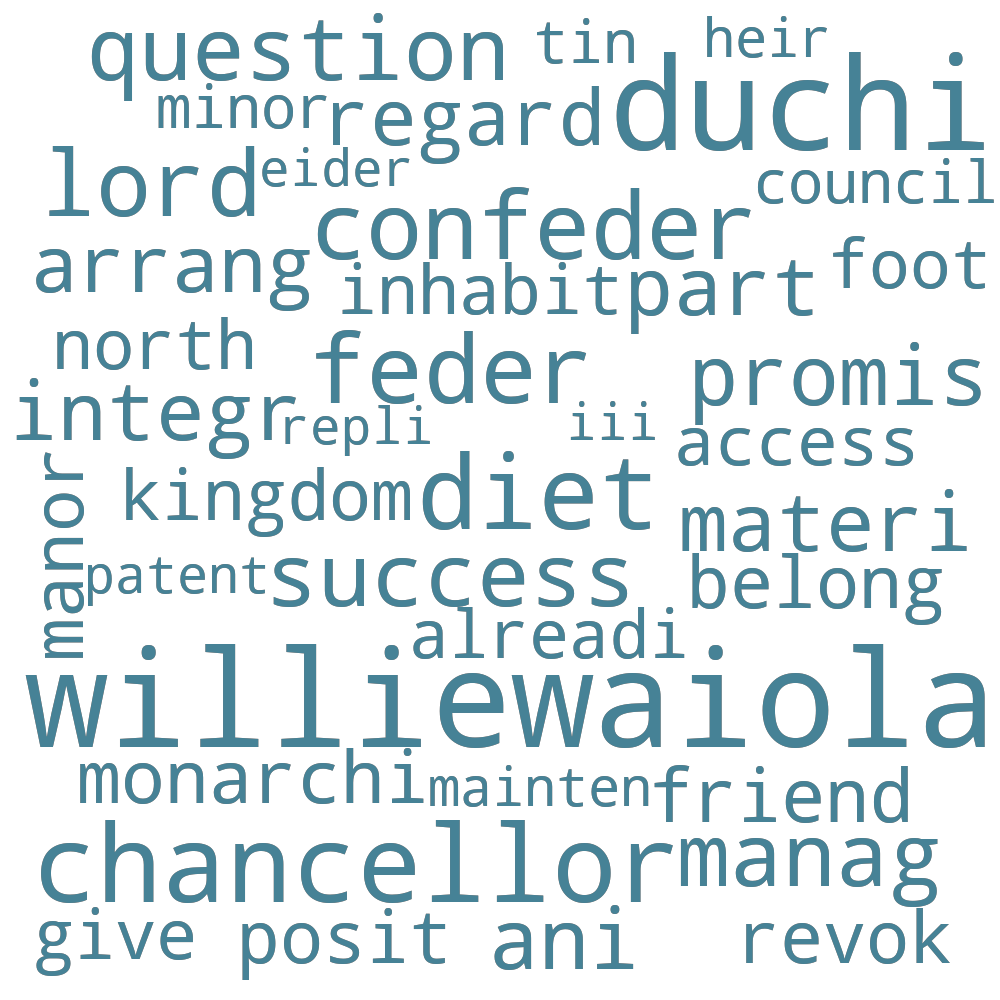 question tin heir
minor regard duchi
lord eider council
confeder
arrang inhabit part foot
north feder promis
integr repli iii access
manor kingdom diet materi
patent success belong
alreadi
williewaiola
monarchi mainten friend
chancellor manag
give posit ani revok